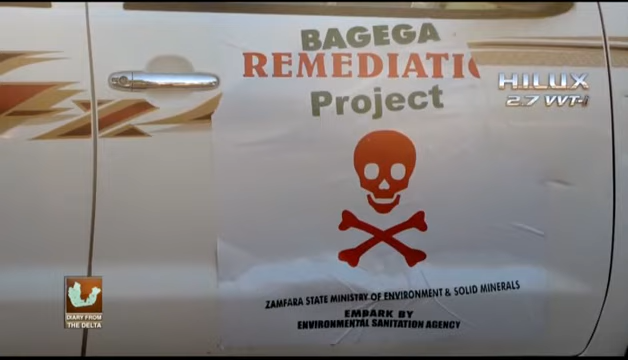 BAGEGA
REMEDIATI
Project
HILUX
2.7 VVT-i
ZAMFARA STATE MINISTRY OF ENVIRONMENT & SOLID MINERALS
EMBARK BY
ENVIRONMENTAL SANITATION AGENCY
DIARY FROM
THE DELTA